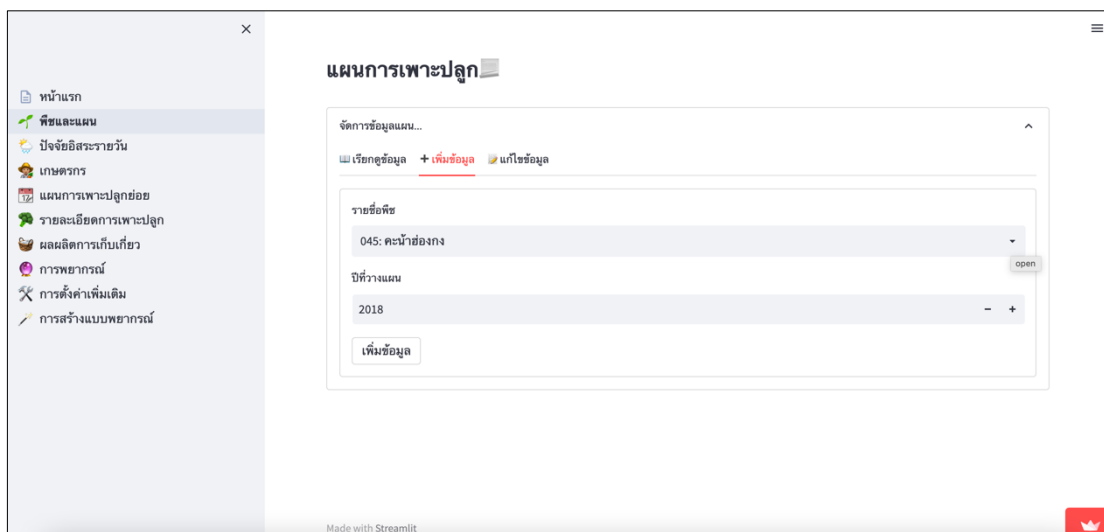 หน้าแรก
พืชและแผน
ปัจจัยอิสระรายวัน
เกษตรกร
แผนการเพาะปลูกย่อย
รายละเอียดการเพาะปลูก
ผลผลิตการเก็บเกี่ยว
การพยากรณ์
การตั้งค่าเพิ่มเติม
การสร้างแบบพยากรณ์
แผนการเพาะปลูก
จัดการข้อมูลแผน...
เรียกดูข้อมูล เพิ่มข้อมูล แก้ไขข้อมูล
รายชื่อพืช
045: คะน้าฮ่องกง
open
ปีที่วางแผน
2018
เพิ่มข้อมูล
Made with Streamlit